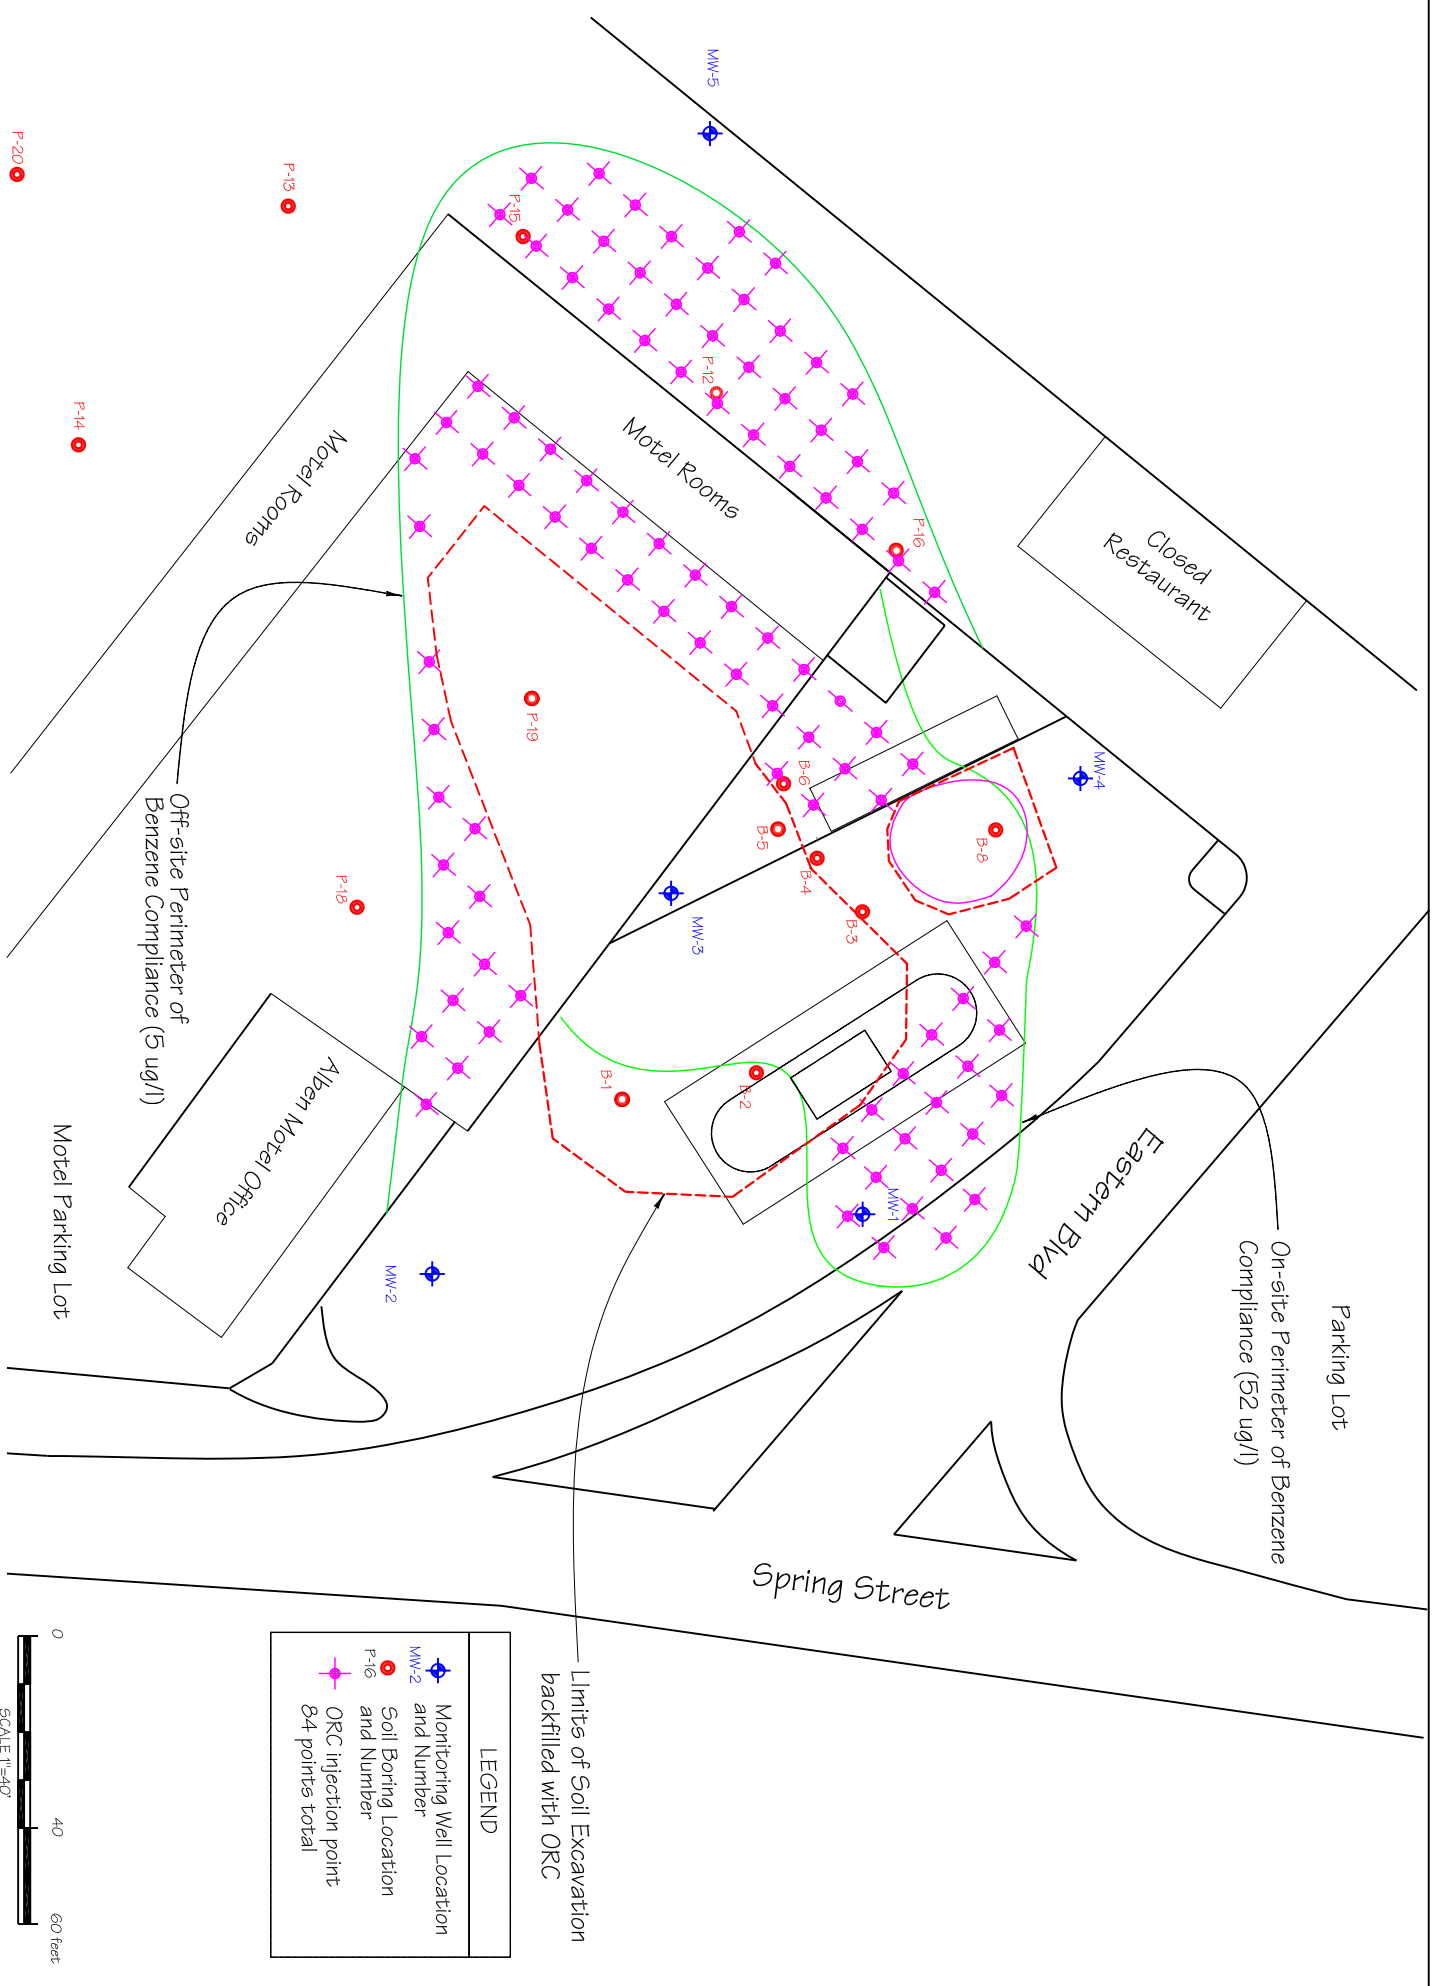 MW-5
P-20
P-13
P-15
P-12
P-14
P-16
Motel Rooms
Motel Rooms
Closed
Restaurant
MW-4
P-19
B-6
B-5
B-4
B-8
B-3
MW-3
P-18
B-1
B-2
MW-1
MW-2
Off-site Perimeter of
Benzene Compliance (5 ug/l)
Alben Motel Office
Motel Parking Lot
Eastern Blvd
On-site Perimeter of Benzene
Compliance (52 ug/l)
Parking Lot
Spring Street
LImits of Soil Excavation
backfilled with ORC
LEGEND
MW-2
Monitoring Well Location
and Number
P-16
Soil Boring Location
and Number
ORC injection point
84 points total
0
40
60 feet
SCALE 1"=40'